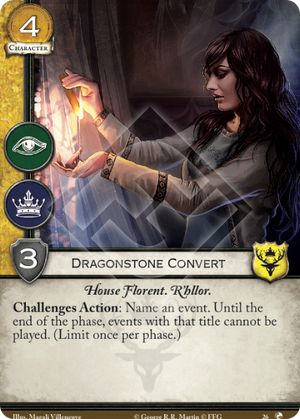 4
CHARACTER
3
DRAGONSTONE CONVERT
House Florent. R'hllor.
Challenges Action: Name an event. Until the
end of the phase, events with that title cannot be
played. (Limit once per phase.)
Illus. Magali Villeneuve © George R.R. Martin © FFG 26